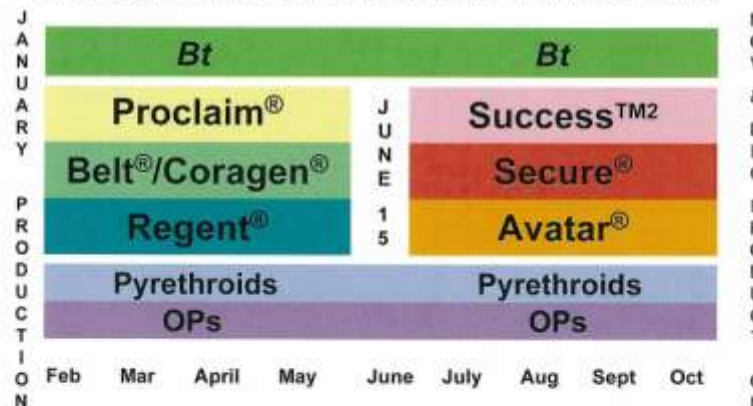 JANUARY PRODUCTION
Bt Bt
Proclaim® Success™2
Belt®/Coragen® Secure®
Regent® Avatar®
JUNE 15
Pyrethroids Pyrethroids
OPs OPs
Feb Mar April May June July Aug Sept Oct